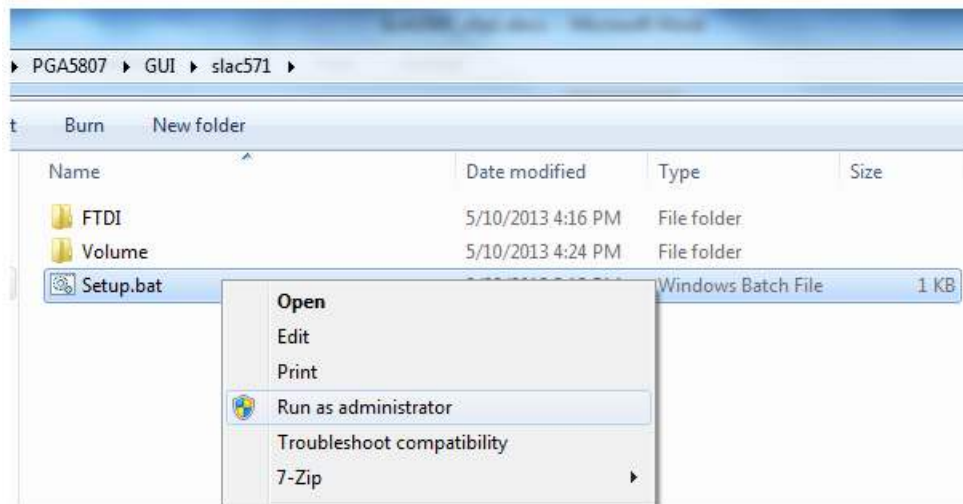 PGA5807 GUI slac571
t Burn New folder
Name Date modified Type Size
FTDI 5/10/2013 4:16 PM File folder
Volume 5/10/2013 4:24 PM File folder
Setup.bat Windows Batch File 1 KB
Open
Edit
Print
Run as administrator
Troubleshoot compatibility
7-Zip